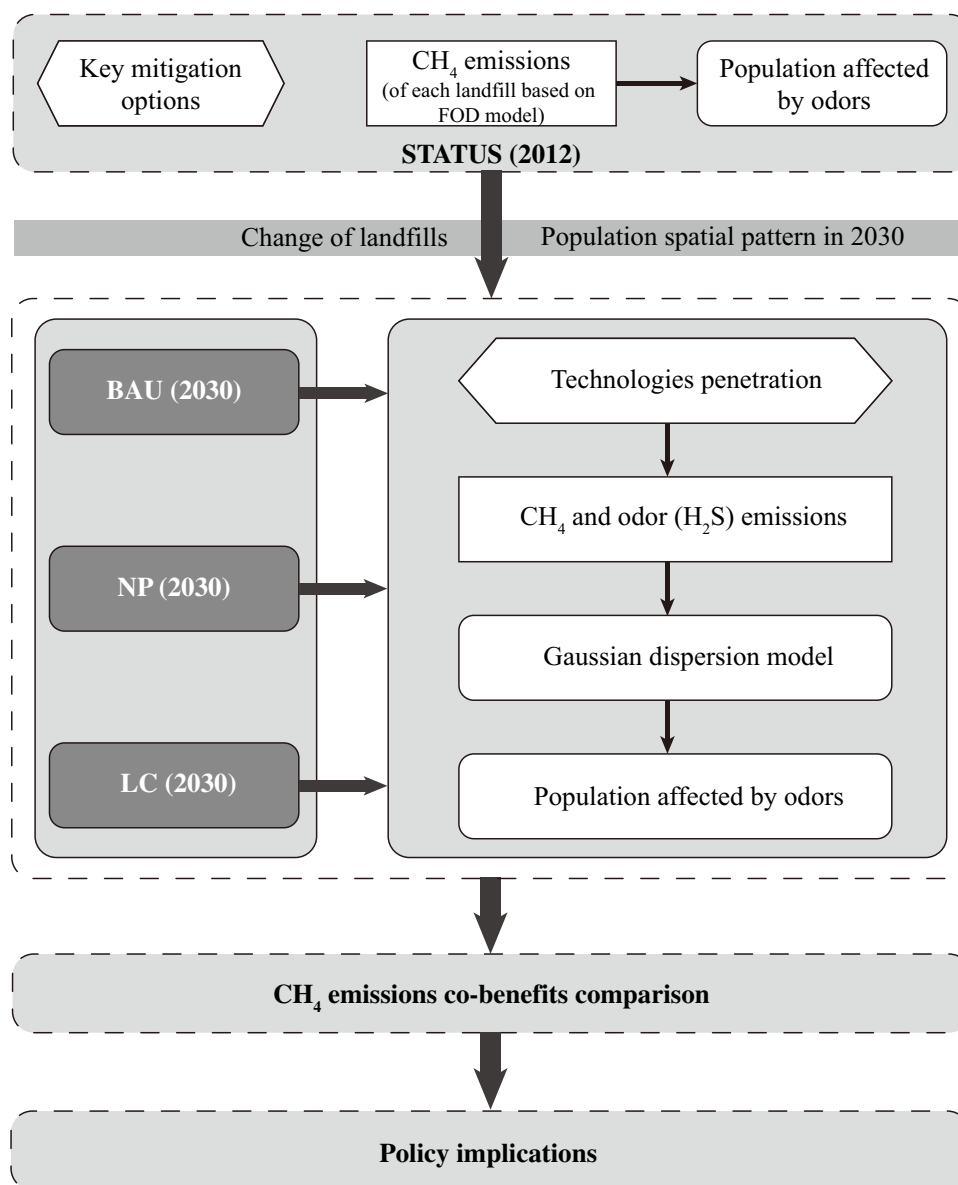 Key mitigation
options
CH₄ emissions
(of each landfill based on
FOD model)
Population affected
by odors
STATUS (2012)
Change of landfills
Population spatial pattern in 2030
BAU (2030)
NP (2030)
LC (2030)
Technologies penetration
CH₄ and odor (H₂S) emissions
Gaussian dispersion model
Population affected by odors
CH₄ emissions co-benefits comparison
Policy implications